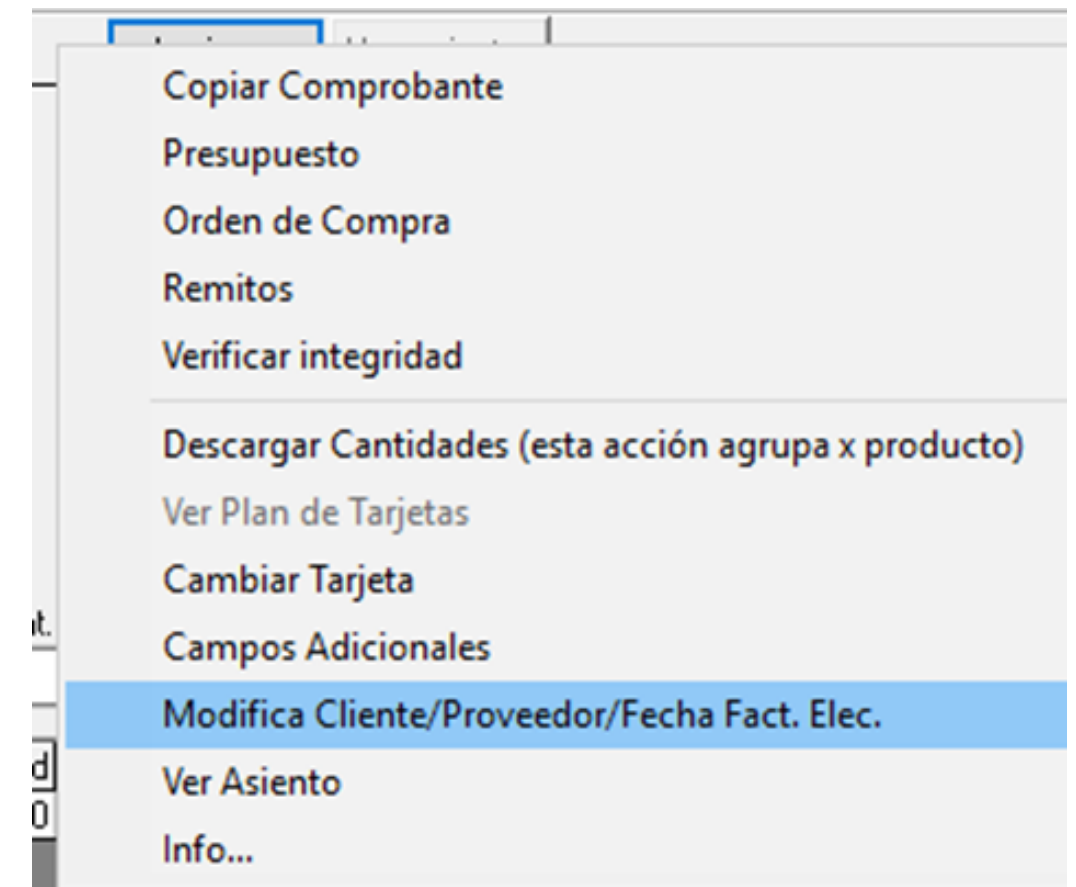 Copiar Comprobante
Presupuesto
Orden de Compra
Remitos
Verificar integridad
Descargar Cantidades (esta acción agrupa x producto)
Ver Plan de Tarjetas
Cambiar Tarjeta
Campos Adicionales
Modifica Cliente/Proveedor/Fecha Fact. Elec.
Ver Asiento
Info...